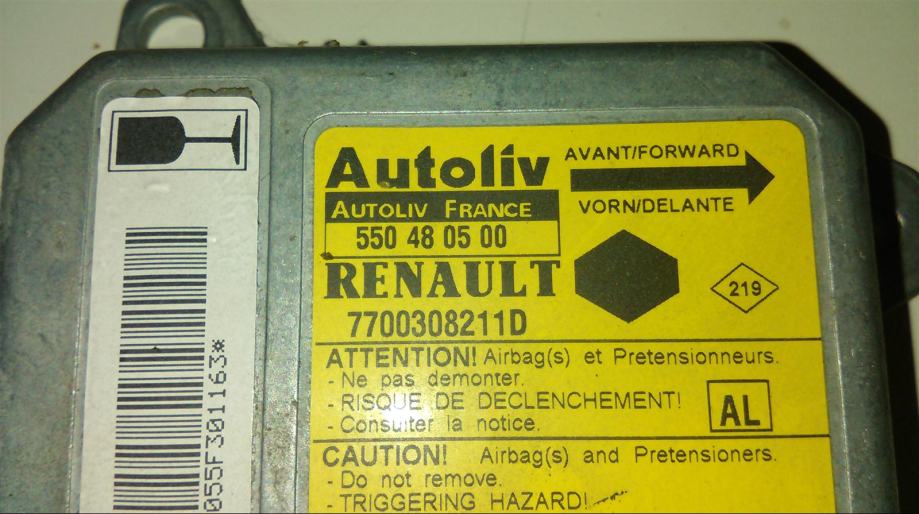 Autoliv
AVANT/FORWARD
AUTOLIV FRANCE
VORN/DELANTE
550 48 05 00
RENAULT
219
7700308211D
ATTENTION! Airbag(s) et Pretensionneurs.
- Ne pas demonter.
- RISQUE DE DECLENCHEMENT!
- Consulter la notice.
AL
CAUTION! Airbag(s) and Pretensioners.
- Do not remove.
- TRIGGERING HAZARD!
055F301163*